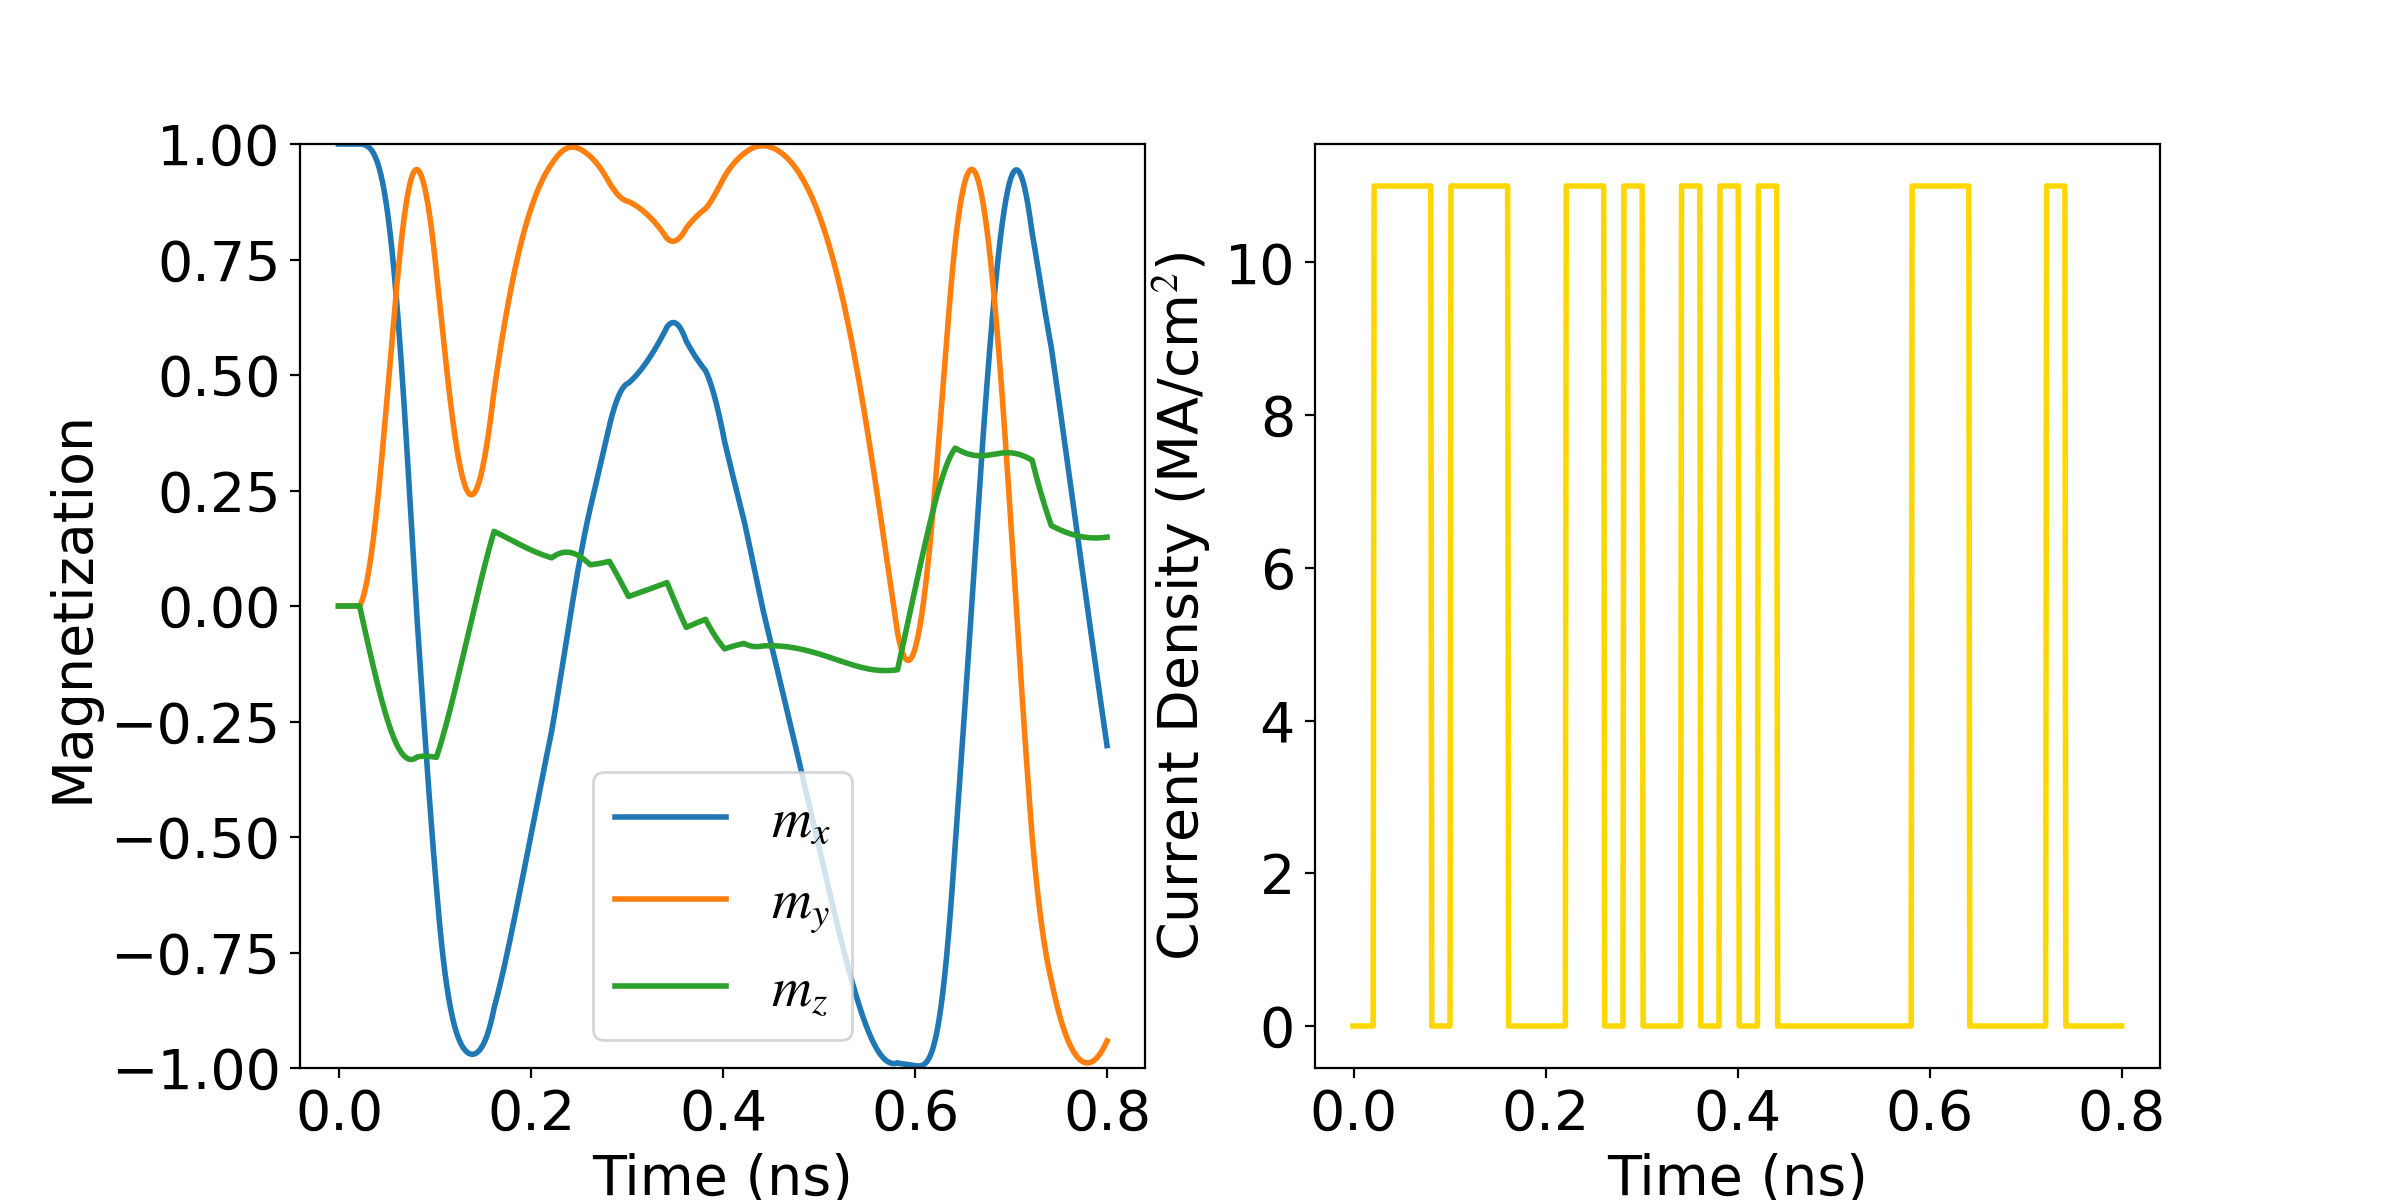 Magnetization
1.00
0.75
0.50
0.25
0.00
−0.25
−0.50
−0.75
−1.00
0.0 0.2 0.4 0.6 0.8
Time (ns)
m_x
m_y
m_z
Current Density (MA/cm²)
10
8
6
4
2
0
0.0 0.2 0.4 0.6 0.8
Time (ns)